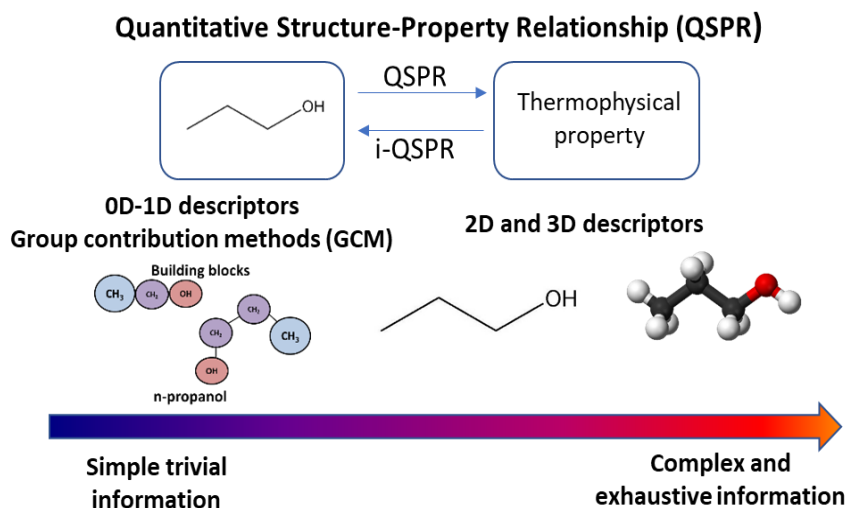 Quantitative Structure-Property Relationship (QSPR)
QSPR
OH
Thermophysical
property
i-QSPR
0D-1D descriptors
Group contribution methods (GCM)
2D and 3D descriptors
Building blocks
CH₃ CH₂ OH
CH₂
CH₂
CH₃
OH
n-propanol
OH
Simple trivial
information
Complex and
exhaustive information